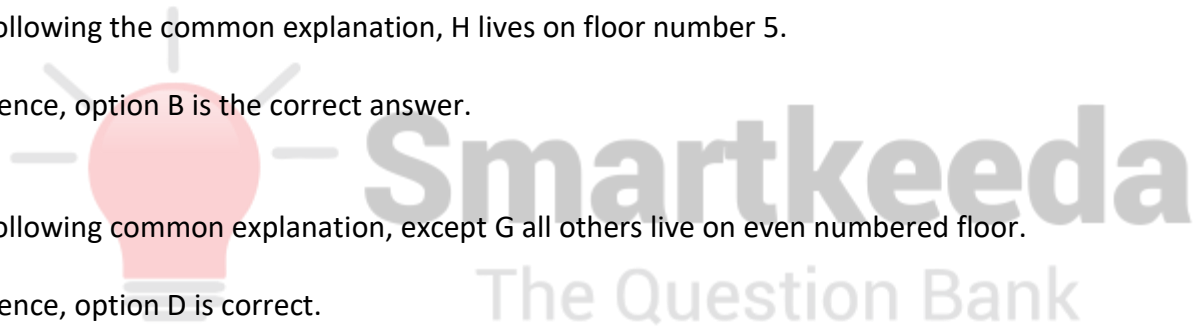 ollowing the common explanation, H lives on floor number 5.
ence, option B is the correct answer.
Smartkeeda
ollowing common explanation, except G all others live on even numbered floor.
The Question Bank
ence, option D is correct.